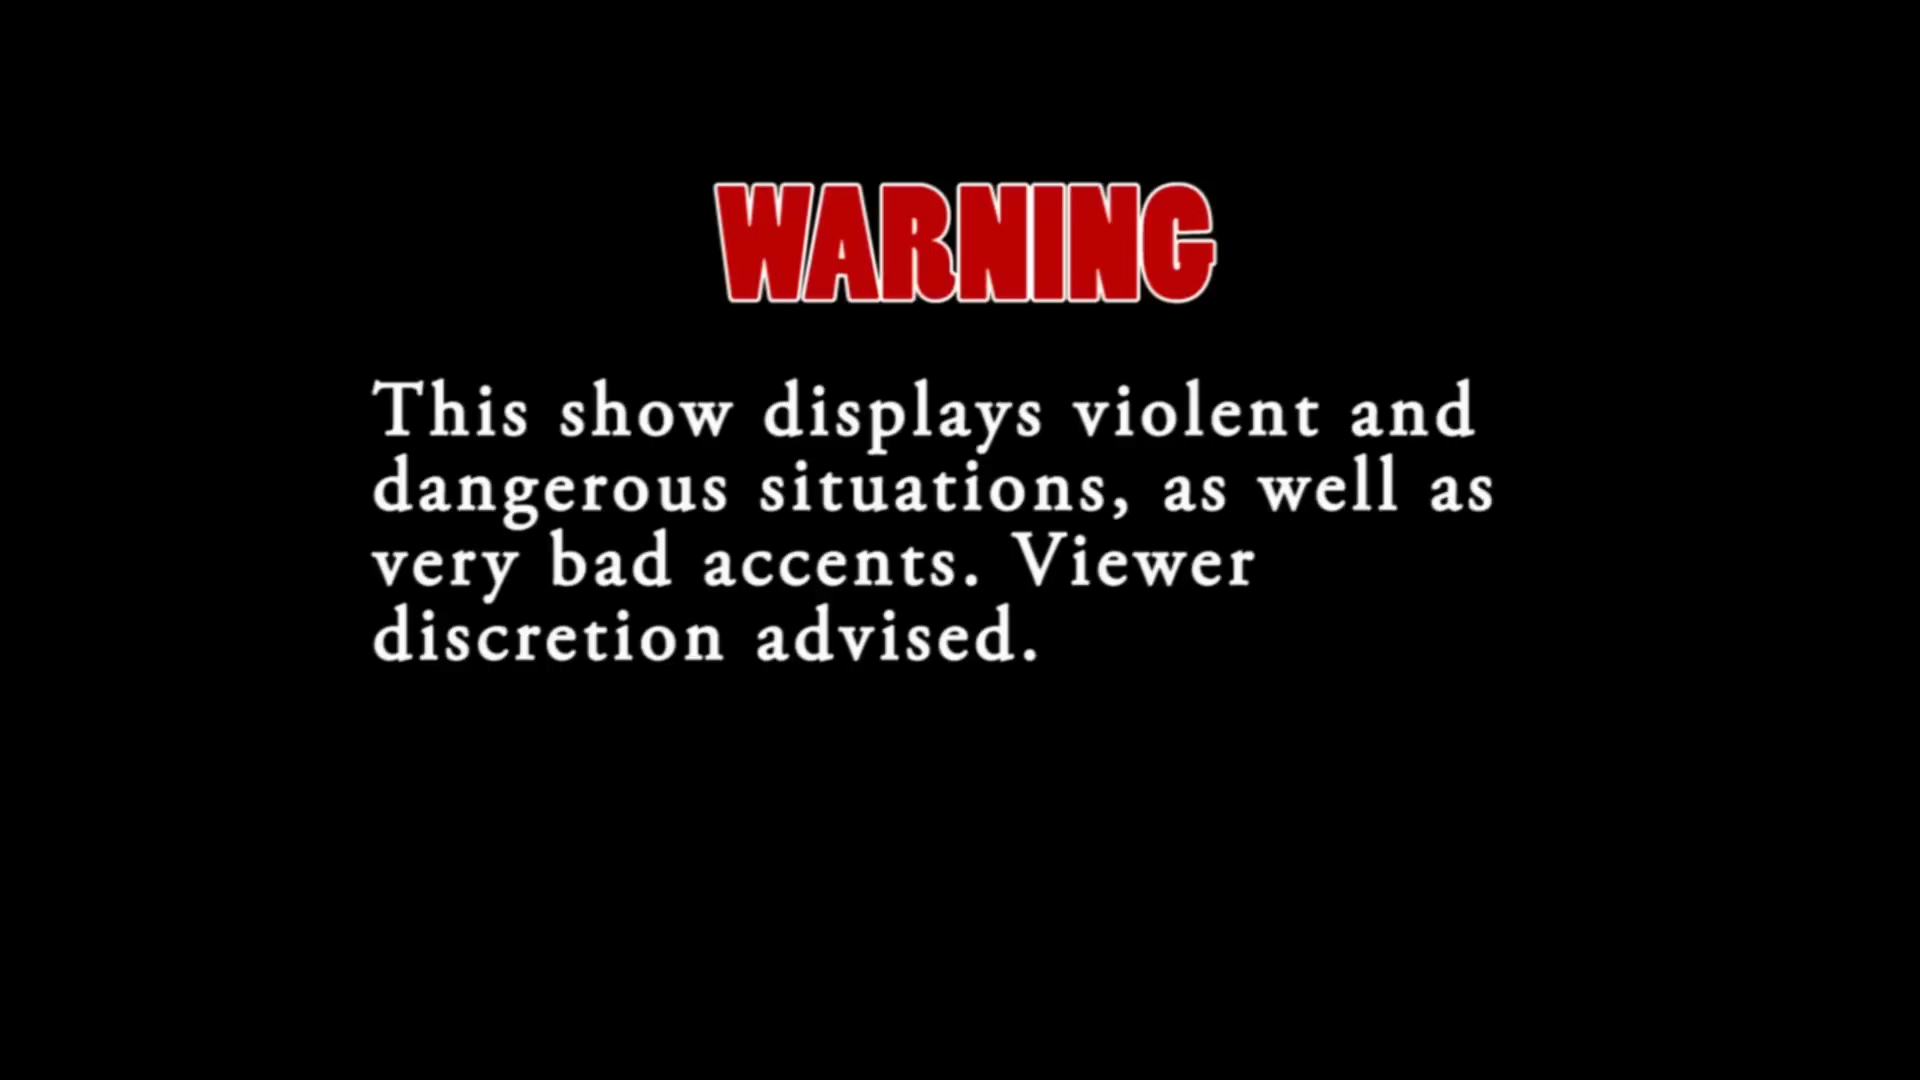 WARNING
This show displays violent and
dangerous situations, as well as
very bad accents. Viewer
discretion advised.